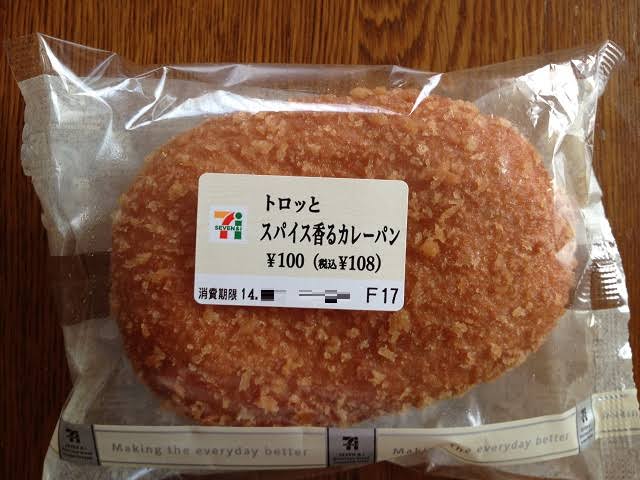 トロッと
スパイス香るカレーパン
SEVEN & i
¥100 (税込¥108)
消費期限 14.
F17
Making the everyday better
Making the everyday better